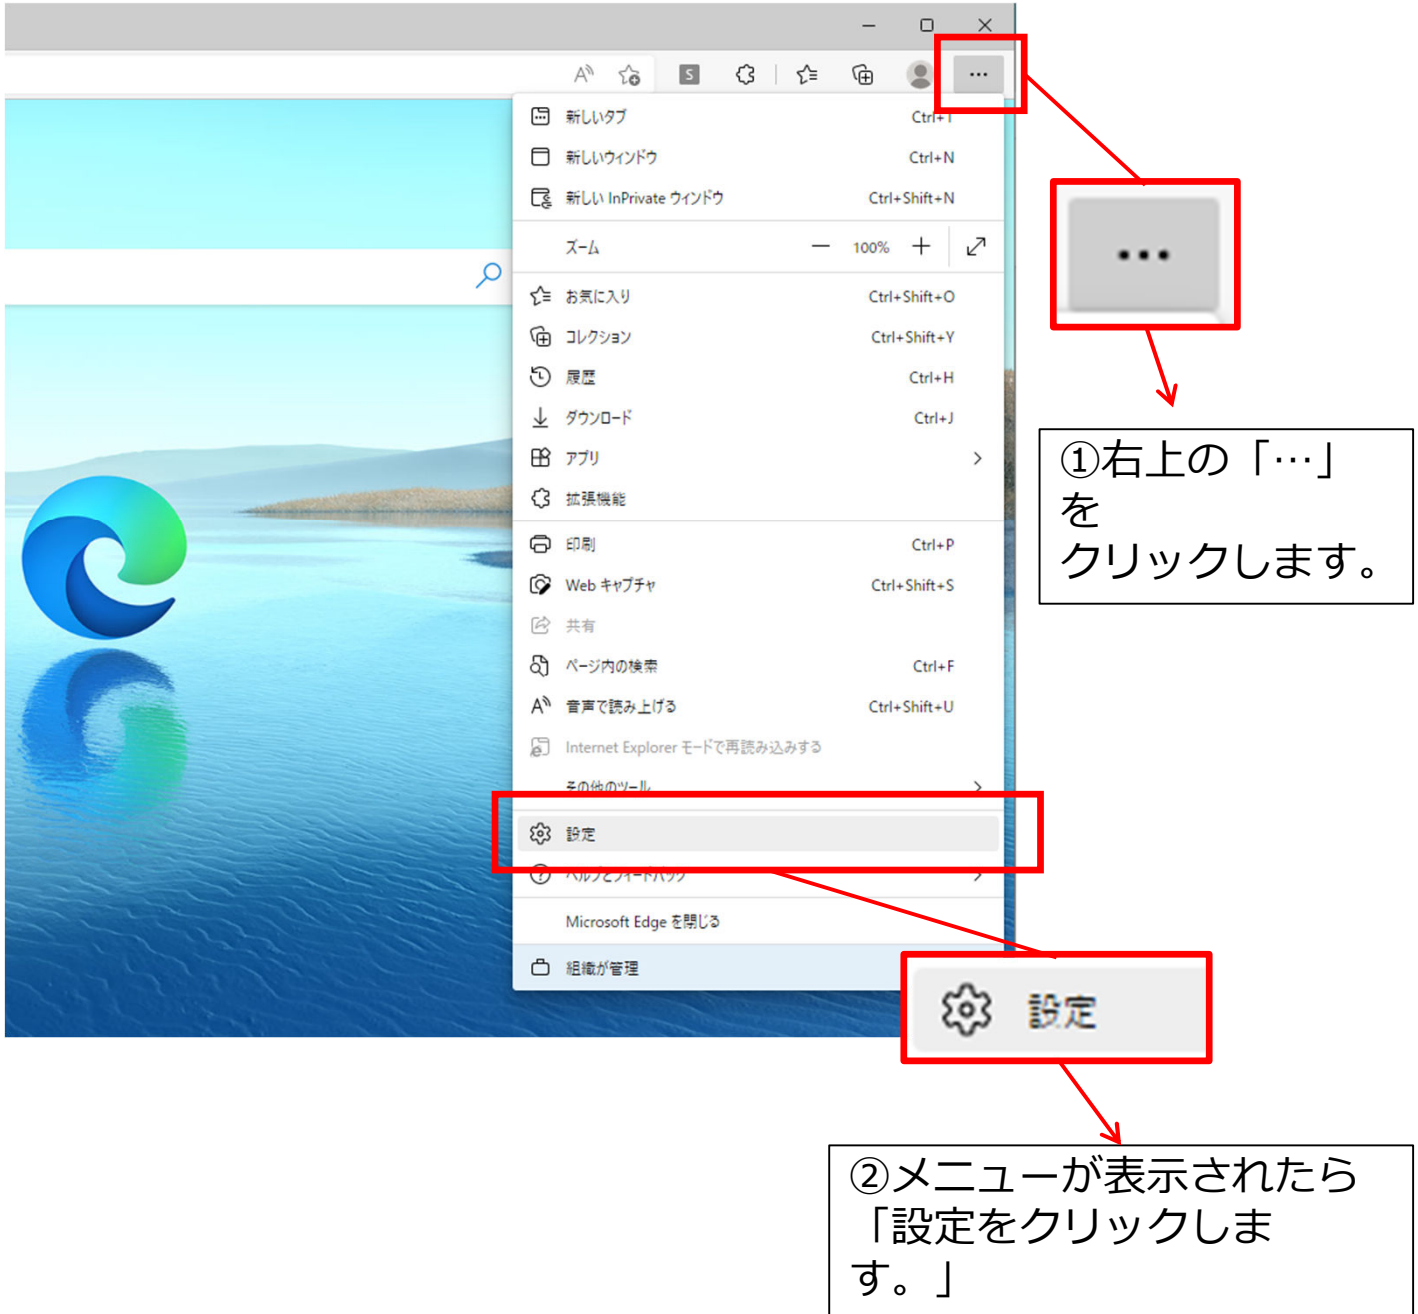 新しいタブ Ctrl+T
新しいウィンドウ Ctrl+N
新しい InPrivate ウィンドウ Ctrl+Shift+N
ズーム 100%
お気に入り Ctrl+Shift+O
コレクション Ctrl+Shift+Y
履歴 Ctrl+H
ダウンロード Ctrl+J
アプリ
拡張機能
印刷 Ctrl+P
Web キャプチャ Ctrl+Shift+S
共有
ページ内の検索 Ctrl+F
音声で読み上げる Ctrl+Shift+U
Internet Explorer モードで再読み込みする
その他のツール
設定
ヘルプとフィードバック
Microsoft Edge を閉じる
組織が管理
…
①右上の「…」
を
クリックします。
設定
②メニューが表示されたら
「設定をクリックしま
す。」